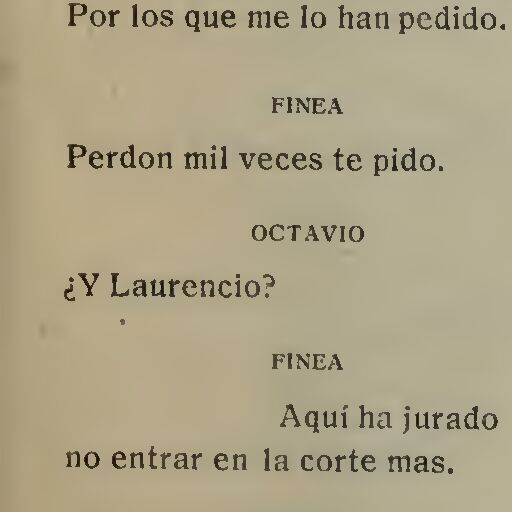 Por los que me lo han pedido.
FINEA
Perdon mil veces te pido.
OCTAVIO
¿Y Laurencio?
FINEA
Aquí ha jurado
no entrar en la corte mas.